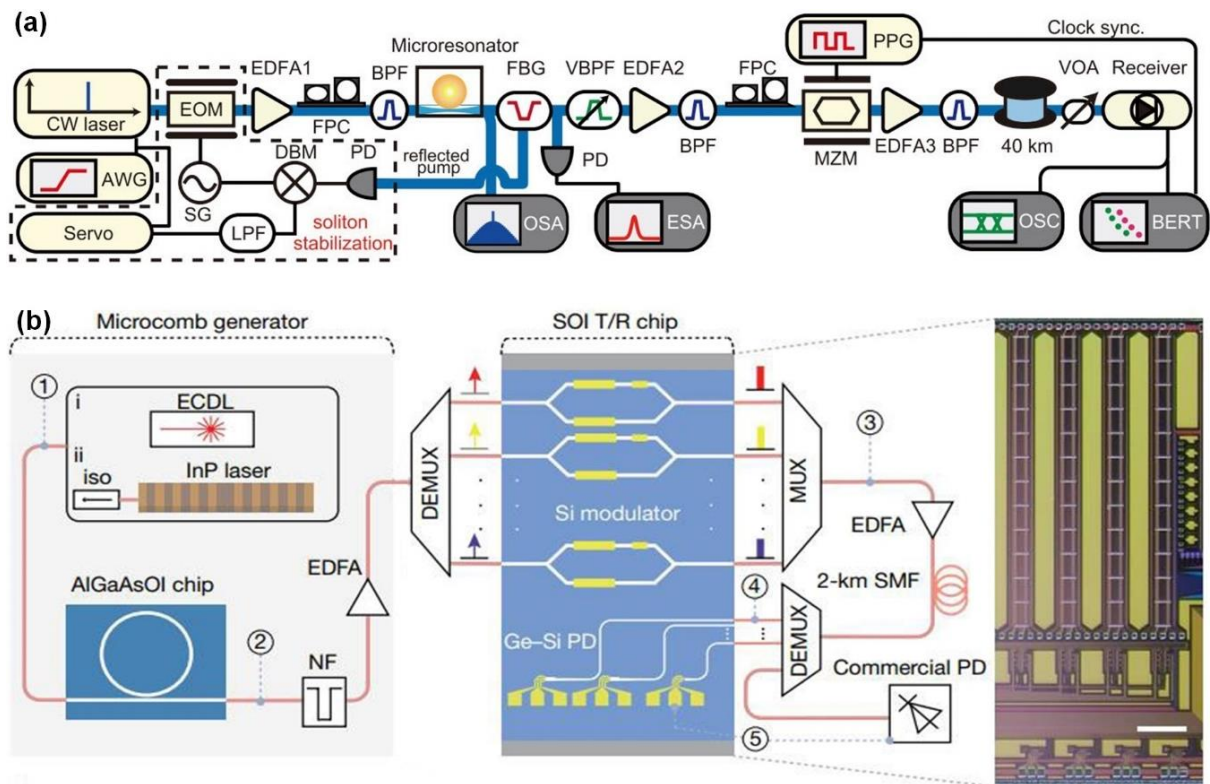 (a)
Microresonator
PPG
Clock sync.
EDFA1
BPF
FBG
VBPF
EDFA2
FPC
VOA
Receiver
CW laser
EOM
FPC
DBM
PD
reflected
pump
PD
BPF
MZM
EDFA3
BPF
40 km
AWG
SG
Servo
LPF
soliton
stabilization
OSA
ESA
OSC
BERT
(b)
Microcomb generator
SOI T/R chip
1
i
ECDL
ii
iso
InP laser
DEMUX
Si modulator
MUX
3
EDFA
EDFA
2-km SMF
AlGaAsOI chip
2
NF
4
Ge–Si PD
DEMUX
Commercial PD
5